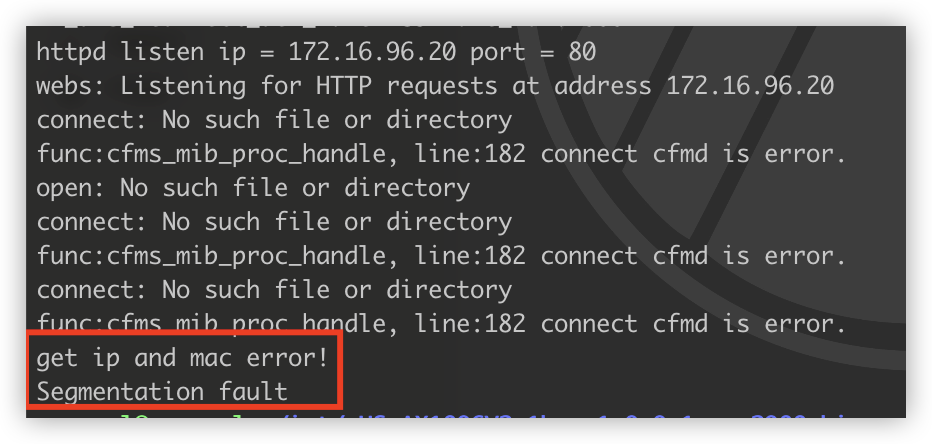 httpd listen ip = 172.16.96.20 port = 80
webs: Listening for HTTP requests at address 172.16.96.20
connect: No such file or directory
func:cfms_mib_proc_handle, line:182 connect cfmd is error.
open: No such file or directory
connect: No such file or directory
func:cfms_mib_proc_handle, line:182 connect cfmd is error.
connect: No such file or directory
func:cfms_mib_proc_handle, line:182 connect cfmd is error.
get ip and mac error!
Segmentation fault